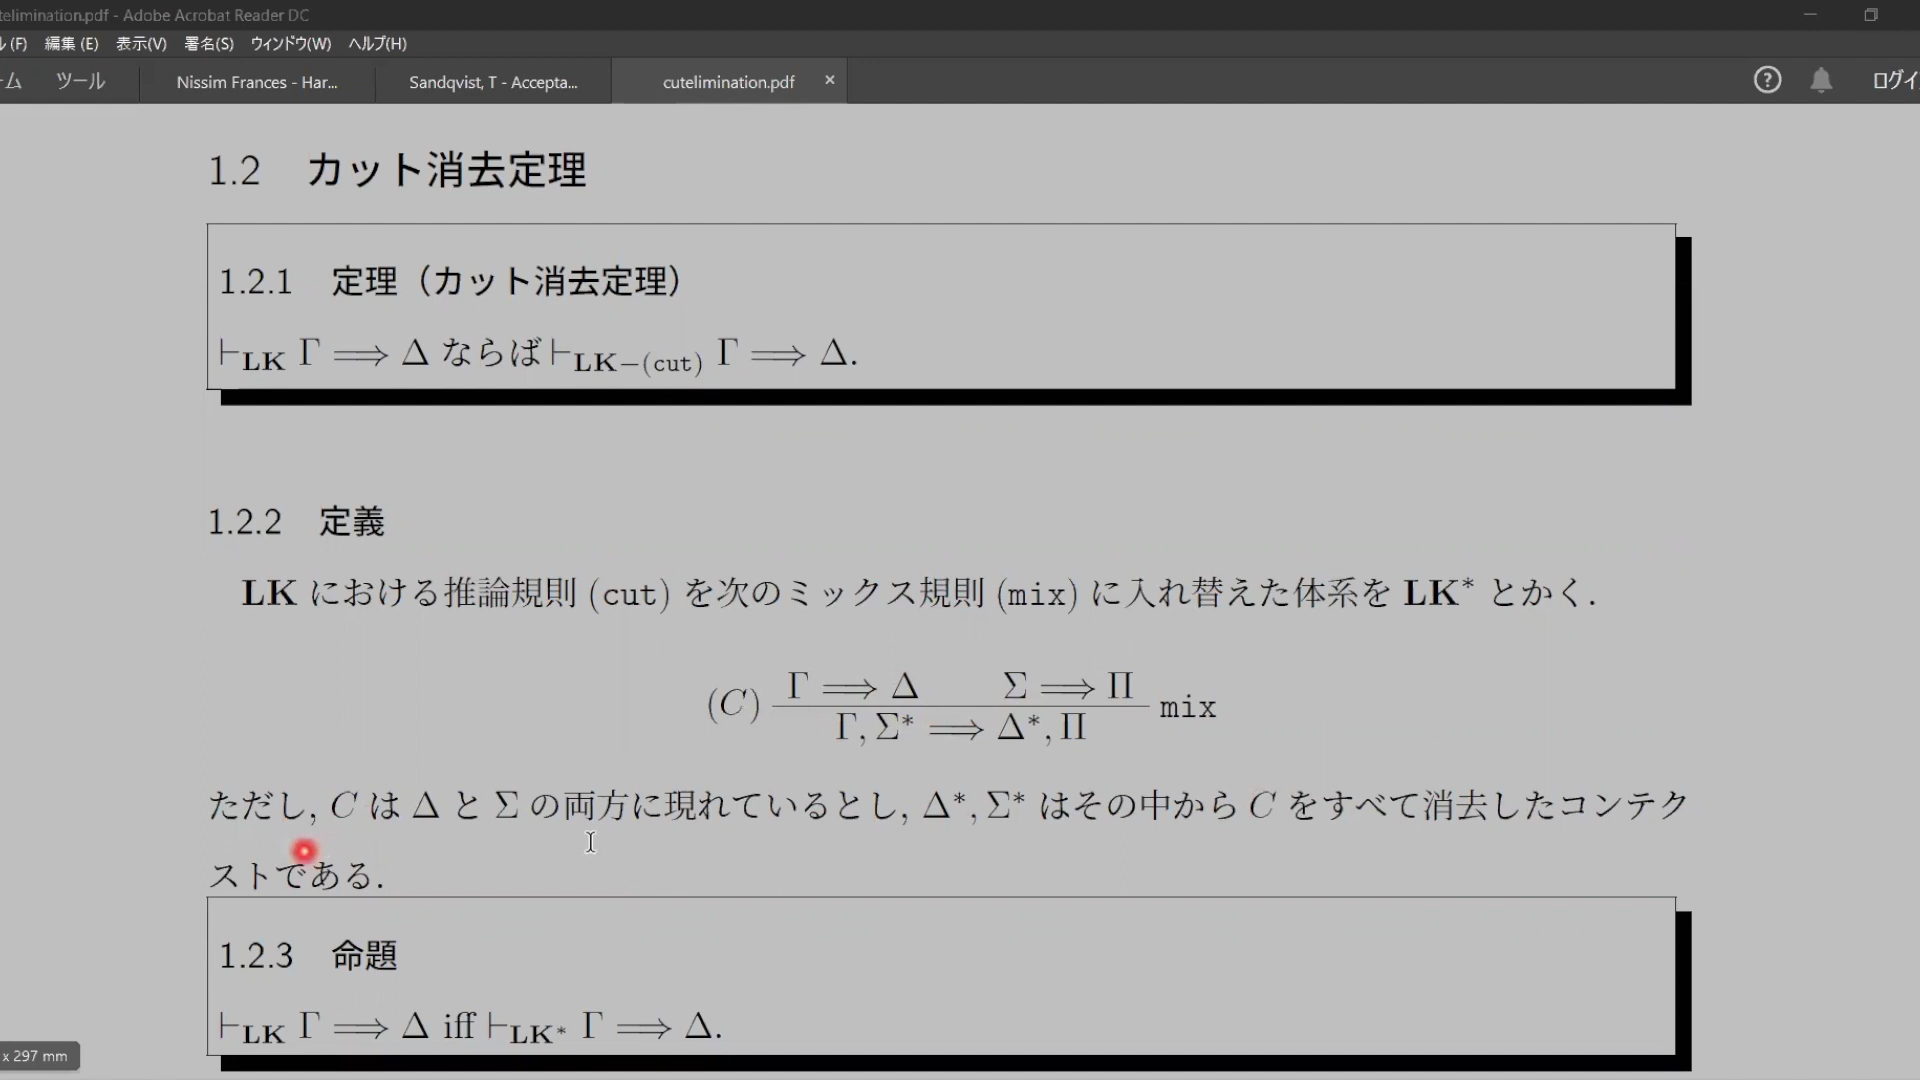 telimination.pdf - Adobe Acrobat Reader DC
ル(F) 編集(E) 表示(V) 署名(S) ウィンドウ(W) ヘルプ(H)
ーム ツール Nissim Frances - Har... Sandqvist, T - Accepta... cutelimination.pdf × ? ログイ
1.2 カット消去定理
1.2.1 定理（カット消去定理）
⊢LK Γ ⟹ Δ ならば ⊢LK−(cut) Γ ⟹ Δ.
1.2.2 定義
LK における推論規則 (cut) を次のミックス規則 (mix) に入れ替えた体系を LK* とかく.
Γ ⟹ Δ Σ ⟹ Π
(C) mix
Γ, Σ* ⟹ Δ*, Π
ただし, C は Δ と Σ の両方に現れているとし, Δ*, Σ* はその中から C をすべて消去したコンテク
ストである.
1.2.3 命題
⊢LK Γ ⟹ Δ iff ⊢LK* Γ ⟹ Δ.
x 297 mm